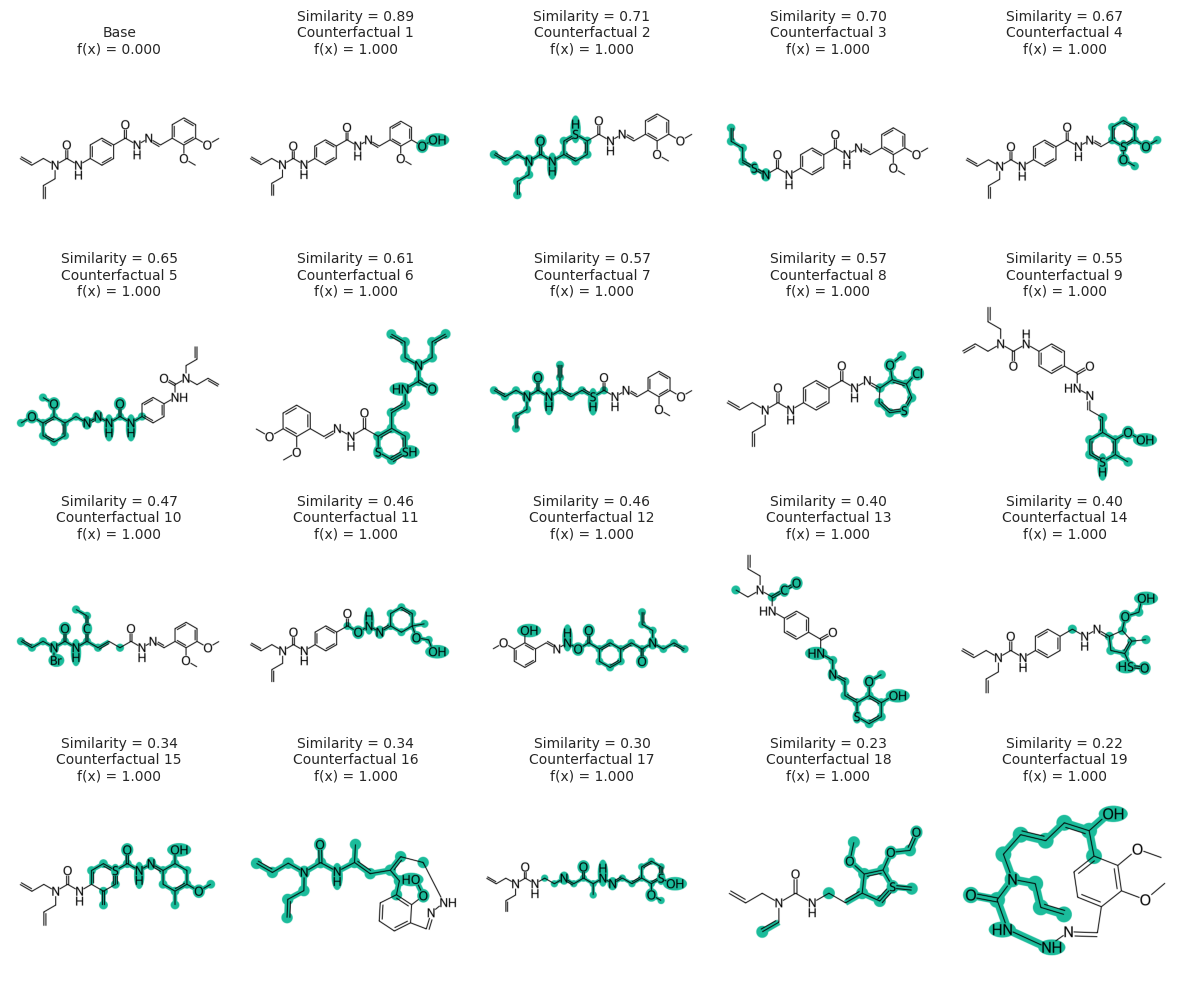 Base
f(x) = 0.000
Similarity = 0.89
Counterfactual 1
f(x) = 1.000
Similarity = 0.71
Counterfactual 2
f(x) = 1.000
Similarity = 0.70
Counterfactual 3
f(x) = 1.000
Similarity = 0.67
Counterfactual 4
f(x) = 1.000
Similarity = 0.65
Counterfactual 5
f(x) = 1.000
Similarity = 0.61
Counterfactual 6
f(x) = 1.000
Similarity = 0.57
Counterfactual 7
f(x) = 1.000
Similarity = 0.57
Counterfactual 8
f(x) = 1.000
Similarity = 0.55
Counterfactual 9
f(x) = 1.000
Similarity = 0.47
Counterfactual 10
f(x) = 1.000
Similarity = 0.46
Counterfactual 11
f(x) = 1.000
Similarity = 0.46
Counterfactual 12
f(x) = 1.000
Similarity = 0.40
Counterfactual 13
f(x) = 1.000
Similarity = 0.40
Counterfactual 14
f(x) = 1.000
Similarity = 0.34
Counterfactual 15
f(x) = 1.000
Similarity = 0.34
Counterfactual 16
f(x) = 1.000
Similarity = 0.30
Counterfactual 17
f(x) = 1.000
Similarity = 0.23
Counterfactual 18
f(x) = 1.000
Similarity = 0.22
Counterfactual 19
f(x) = 1.000